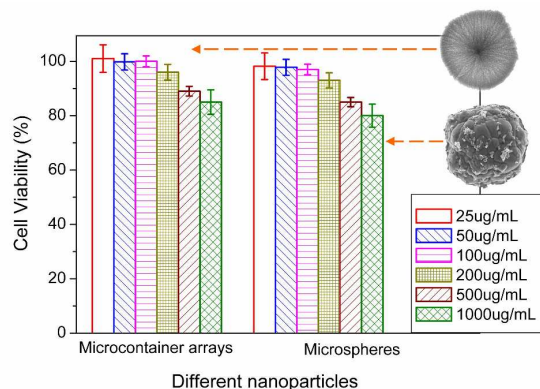 Cell Viability (%)
100
80
60
40
20
0
25ug/mL
50ug/mL
100ug/mL
200ug/mL
500ug/mL
1000ug/mL
Microcontainer arrays
Microspheres
Different nanoparticles